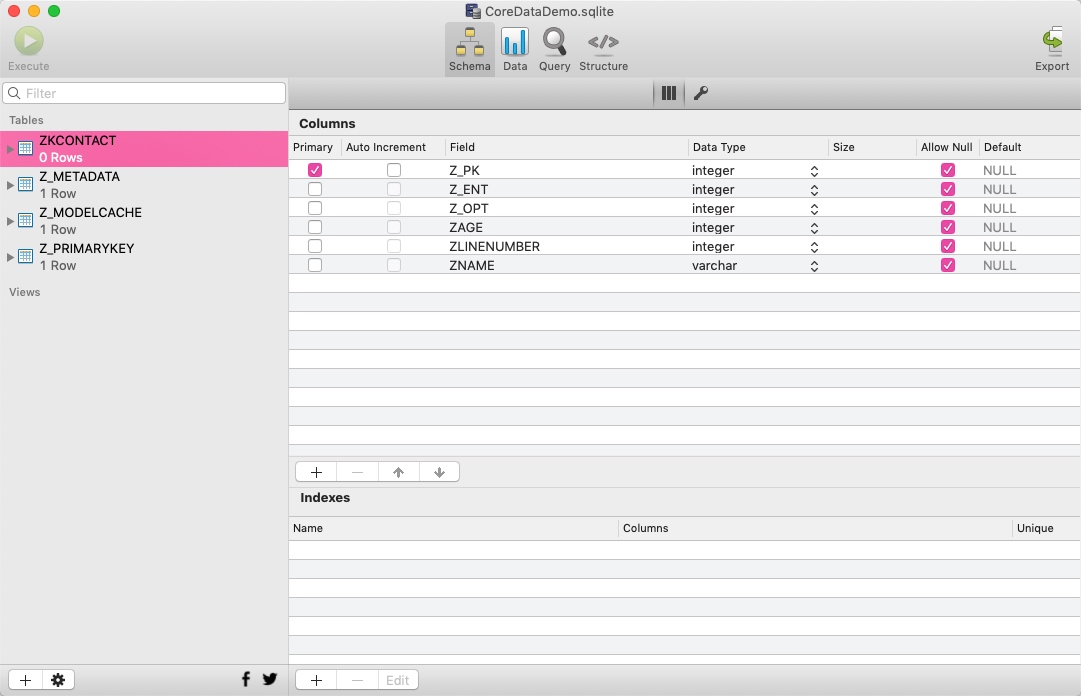 CoreDataDemo.sqlite
Execute
Schema Data Query Structure Export
Filter
Tables
ZKCONTACT
0 Rows
Z_METADATA
1 Row
Z_MODELCACHE
1 Row
Z_PRIMARYKEY
1 Row
Views
Columns
Primary Auto Increment Field Data Type Size Allow Null Default
Z_PK integer NULL
Z_ENT integer NULL
Z_OPT integer NULL
ZAGE integer NULL
ZLINENUMBER integer NULL
ZNAME varchar NULL
Indexes
Name Columns Unique
Edit